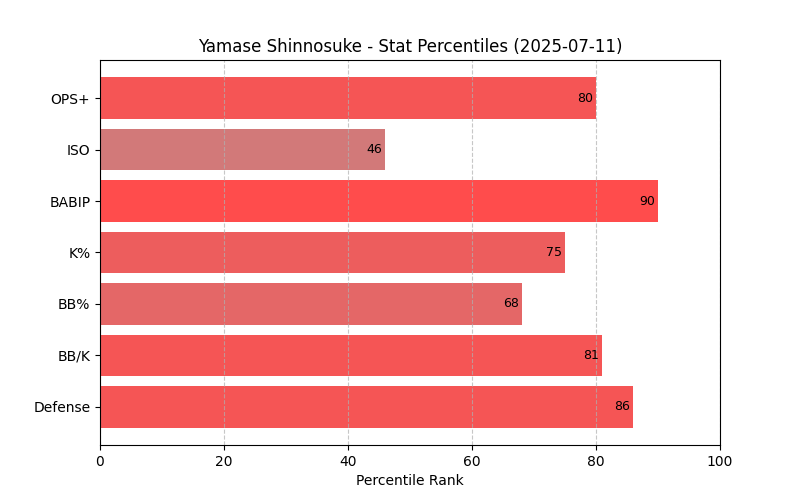 Yamase Shinnosuke - Stat Percentiles (2025-07-11)
OPS+ 80
ISO 46
BABIP 90
K% 75
BB% 68
BB/K 81
Defense 86
0 20 40 60 80 100
Percentile Rank